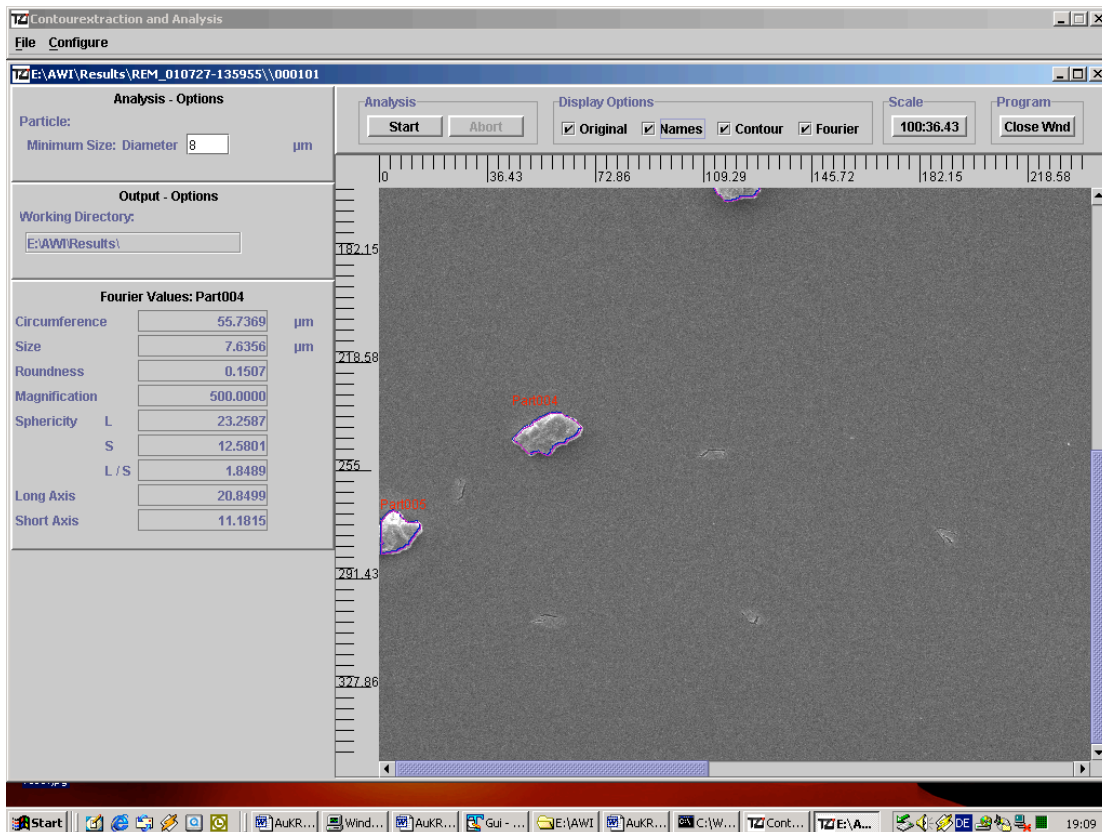 Contourextraction and Analysis
File Configure
E:\AWI\Results\REM_010727-135955\\000101
Analysis - Options
Particle:
Minimum Size: Diameter 8 µm
Output - Options
Working Directory:
E:\AWI\Results\
Fourier Values: Part004
Circumference 55.7369 µm
Size 7.6356 µm
Roundness 0.1507
Magnification 500.0000
Sphericity L 23.2587
S 12.5801
L / S 1.8489
Long Axis 20.8499
Short Axis 11.1815
Analysis
Start Abort
Display Options
Original Names Contour Fourier
Scale
100:36.43
Program
Close Wnd
0 36.43 72.86 109.29 145.72 182.15 218.58
182.15
218.58
255
291.43
327.86
Part004
Start AuKR... Wind... AuKR... Gui - ... E:\AWI AuKR... C:\W... Cont... E:\A... DE 19:09